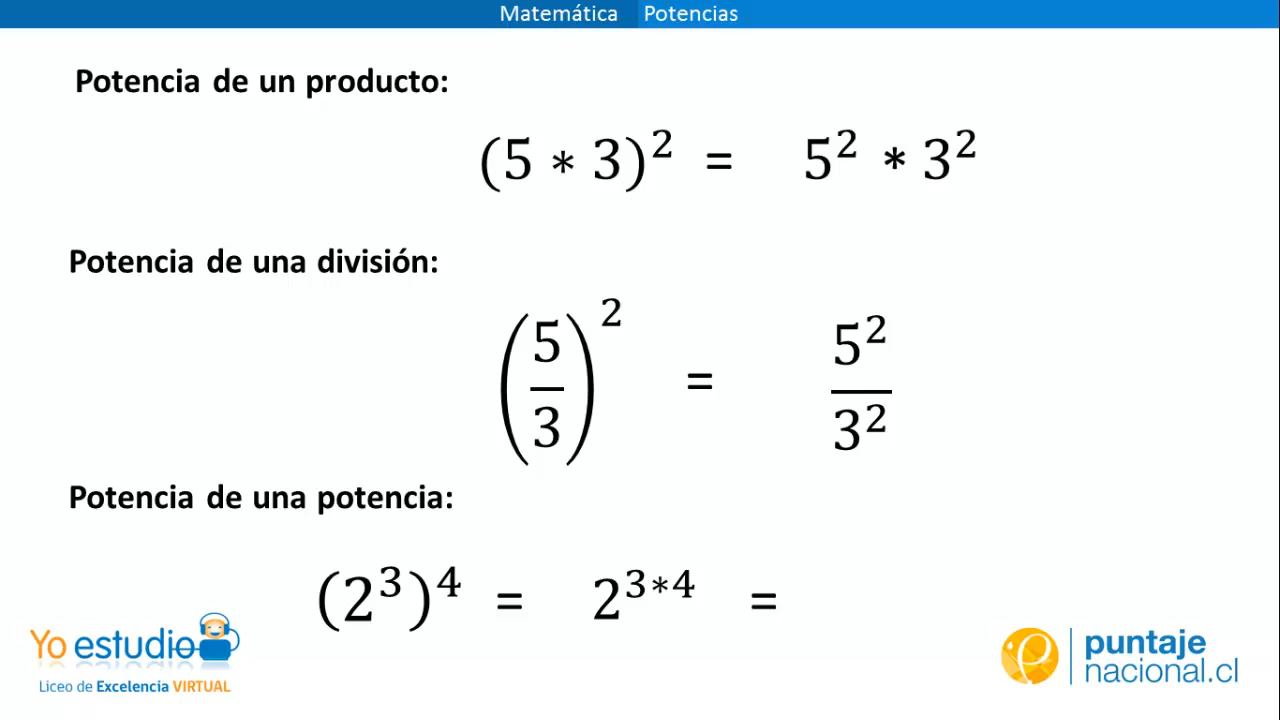 Matemática Potencias
Potencia de un producto:
(5 ∗ 3)² = 5² ∗ 3²
Potencia de una división:
(5/3)² = 5²/3²
Potencia de una potencia:
(2³)⁴ = 2³*⁴ =
Yo estudio
Liceo de Excelencia VIRTUAL
puntaje
nacional.cl